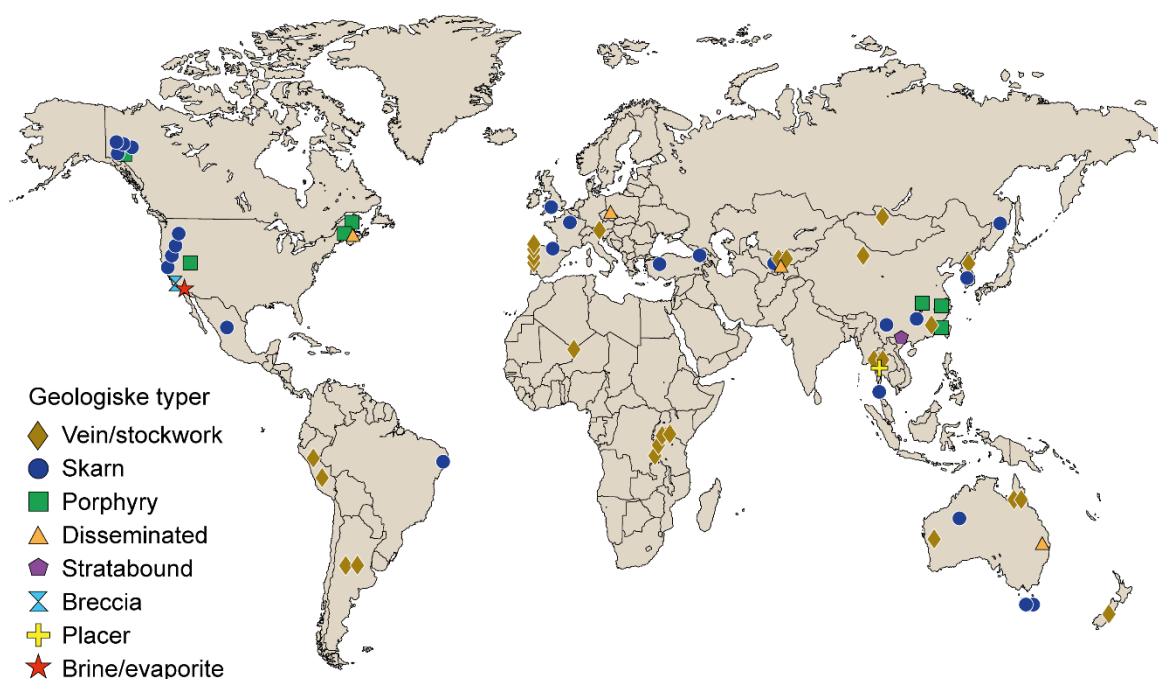 Geologiske typer
Vein/stockwork
Skarn
Porphyry
Disseminated
Stratabound
Breccia
Placer
Brine/evaporite